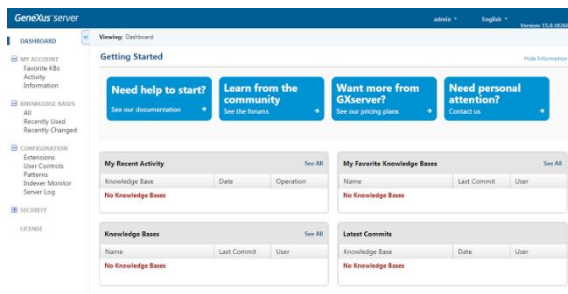 GeneXus server
admin
English
DASHBOARD
Viewing: Dashboard
Getting Started
Hide Information
MY ACCOUNT
Favorite KBs
Activity
Information
KNOWLEDGE BASES
All
Recently Used
Recently Changed
CONFIGURATION
Extensions
User Controls
Patterns
Indexer Monitor
Server Log
SECURITY
LICENSE
Need help to start?
See our documentation
Learn from the community
See the forums
Want more from GXserver?
See our pricing plans
Need personal attention?
Contact us
My Recent Activity See All
Knowledge Base Date Operation
No Knowledge Bases
My Favorite Knowledge Bases See All
Name Last Commit User
No Knowledge Bases
Knowledge Bases See All
Name Last Commit User
No Knowledge Bases
Latest Commits
Knowledge Base Date User
No Knowledge Bases